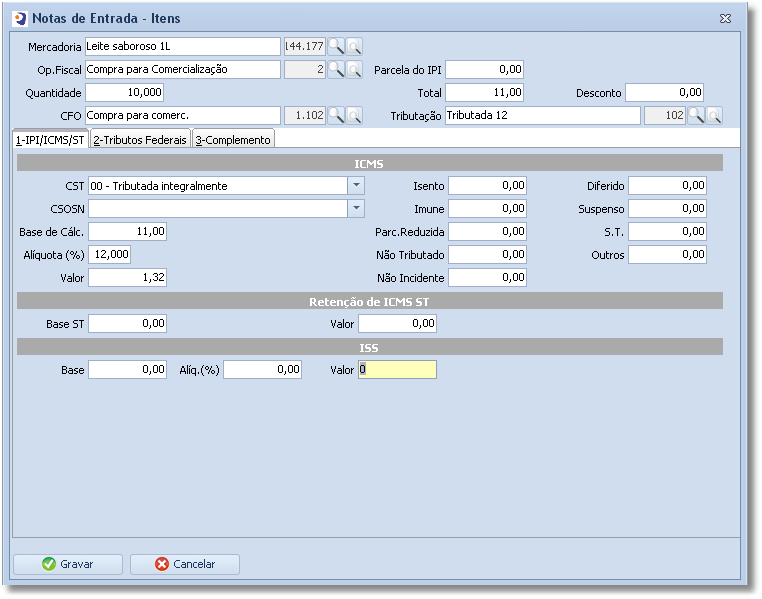 Notas de Entrada - Itens
Mercadoria Leite saboroso 1L 144.177
Op.Fiscal Compra para Comercialização 2 Parcela do IPI 0,00
Quantidade 10,000 Total 11,00 Desconto 0,00
CFO Compra para comerc. 1.102 Tributação Tributada 12 102
1-IPI/ICMS/ST 2-Tributos Federais 3-Complemento
ICMS
CST 00 - Tributada integralmente Isento 0,00 Diferido 0,00
CSOSN Imune 0,00 Suspenso 0,00
Base de Cálc. 11,00 Parc.Reduzida 0,00 S.T. 0,00
Alíquota (%) 12,000 Não Tributado 0,00 Outros 0,00
Valor 1,32 Não Incidente 0,00
Retenção de ICMS ST
Base ST 0,00 Valor 0,00
ISS
Base 0,00 Alíq.(%) 0,00 Valor 0
Gravar Cancelar